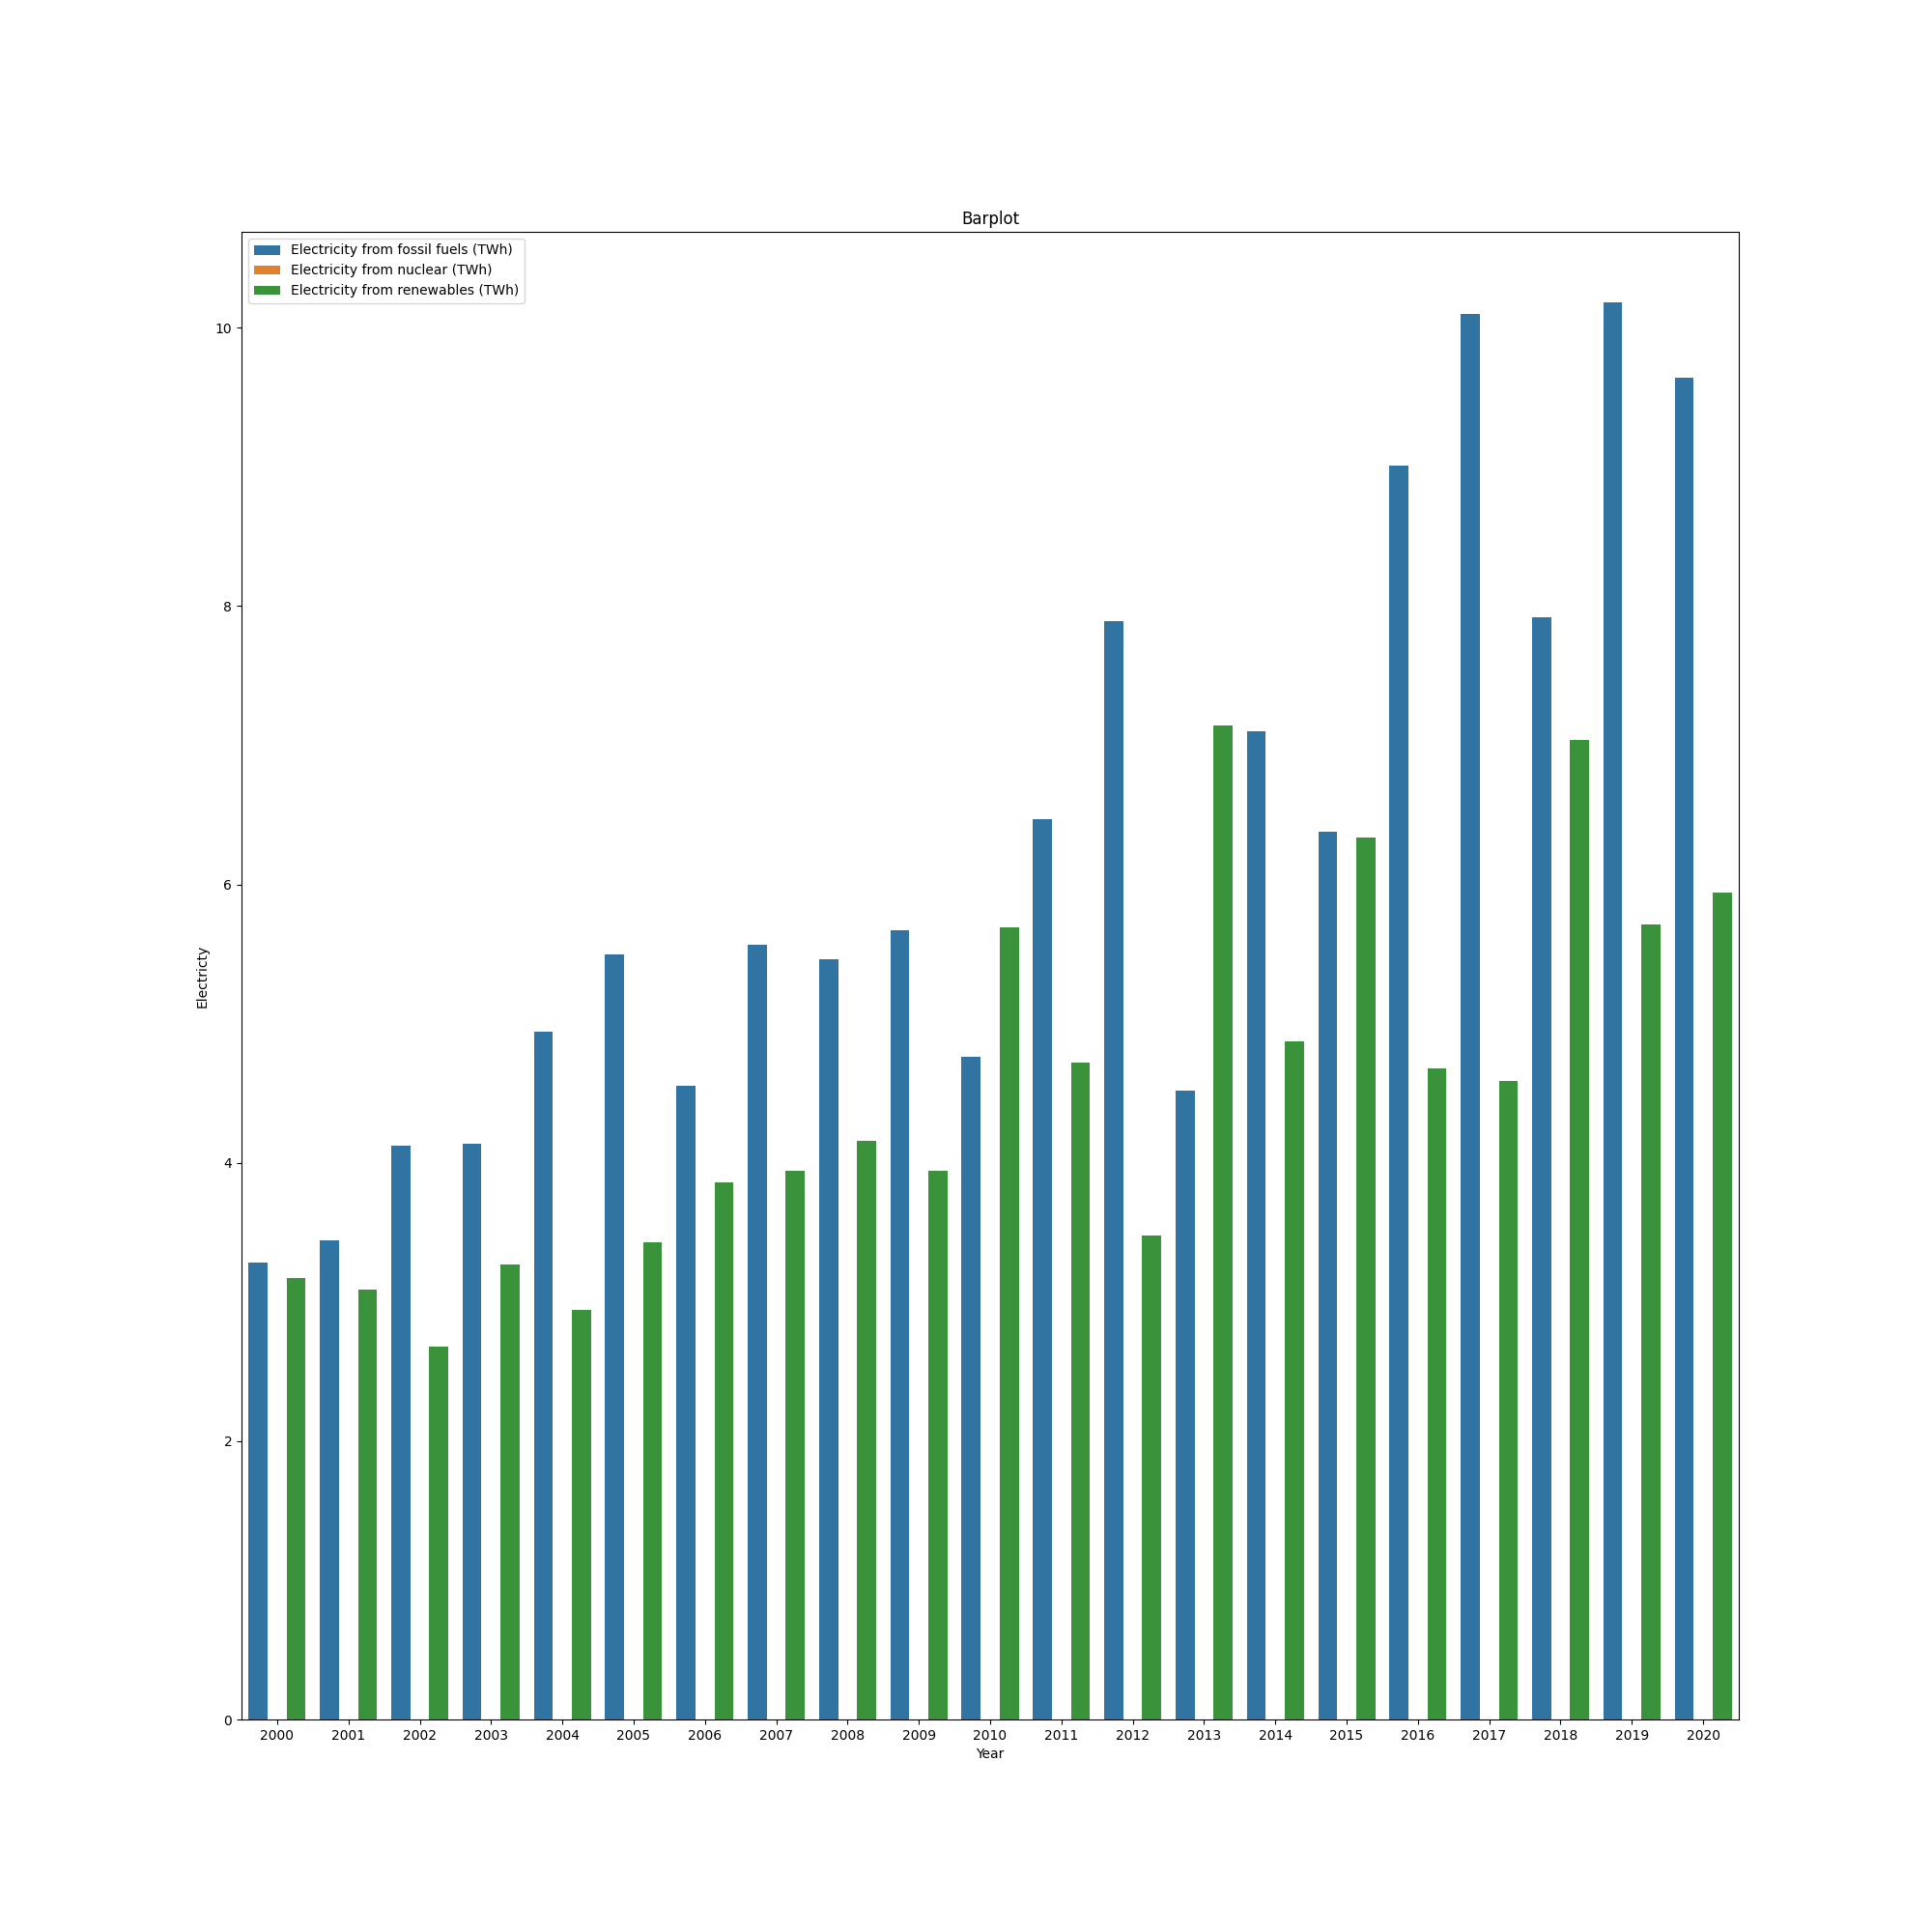 Barplot
Electricity from fossil fuels (TWh)
Electricity from nuclear (TWh)
Electricity from renewables (TWh)
10
8
6
4
2
0
Electricty
2000 2001 2002 2003 2004 2005 2006 2007 2008 2009 2010 2011 2012 2013 2014 2015 2016 2017 2018 2019 2020
Year